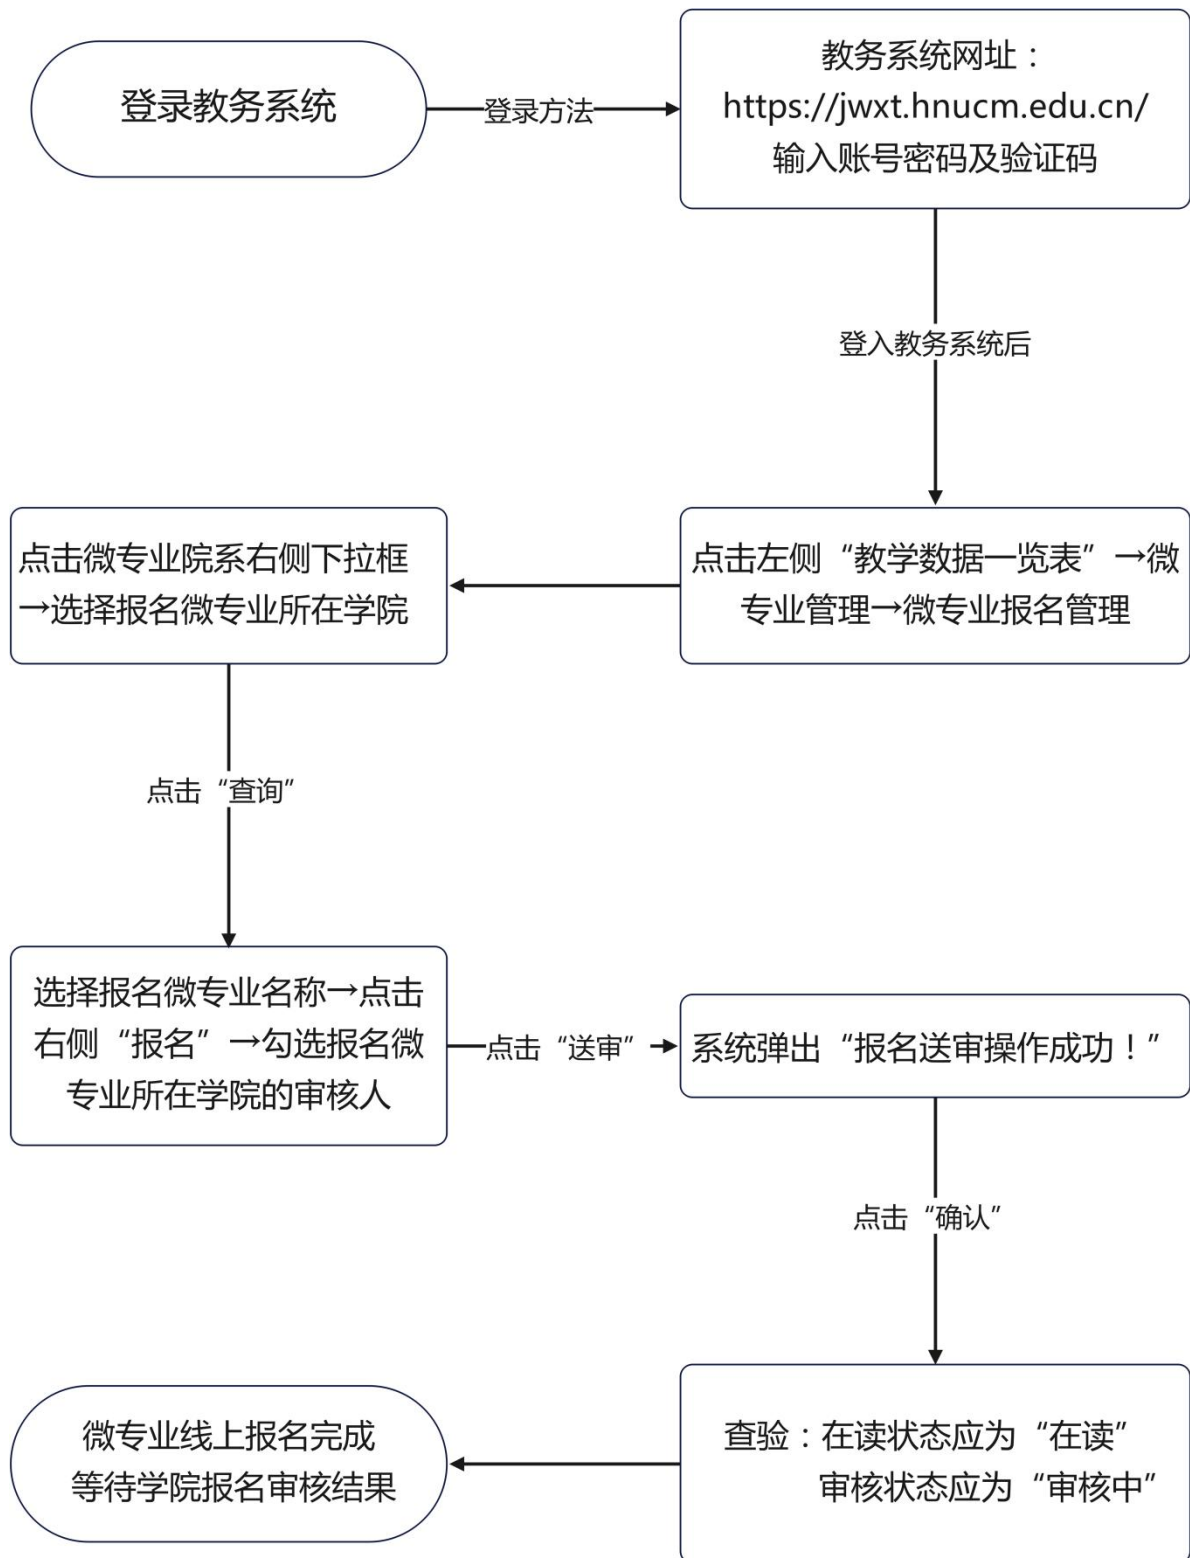 登录教务系统
登录方法
教务系统网址：
https://jwxt.hnucm.edu.cn/
输入账号密码及验证码
登入教务系统后
点击左侧“教学数据一览表”→微
专业管理→微专业报名管理
点击微专业院系右侧下拉框
→选择报名微专业所在学院
点击“查询”
选择报名微专业名称→点击
右侧“报名”→勾选报名微
专业所在学院的审核人
点击“送审”
系统弹出“报名送审操作成功！”
点击“确认”
查验：在读状态应为“在读”
审核状态应为“审核中”
微专业线上报名完成
等待学院报名审核结果